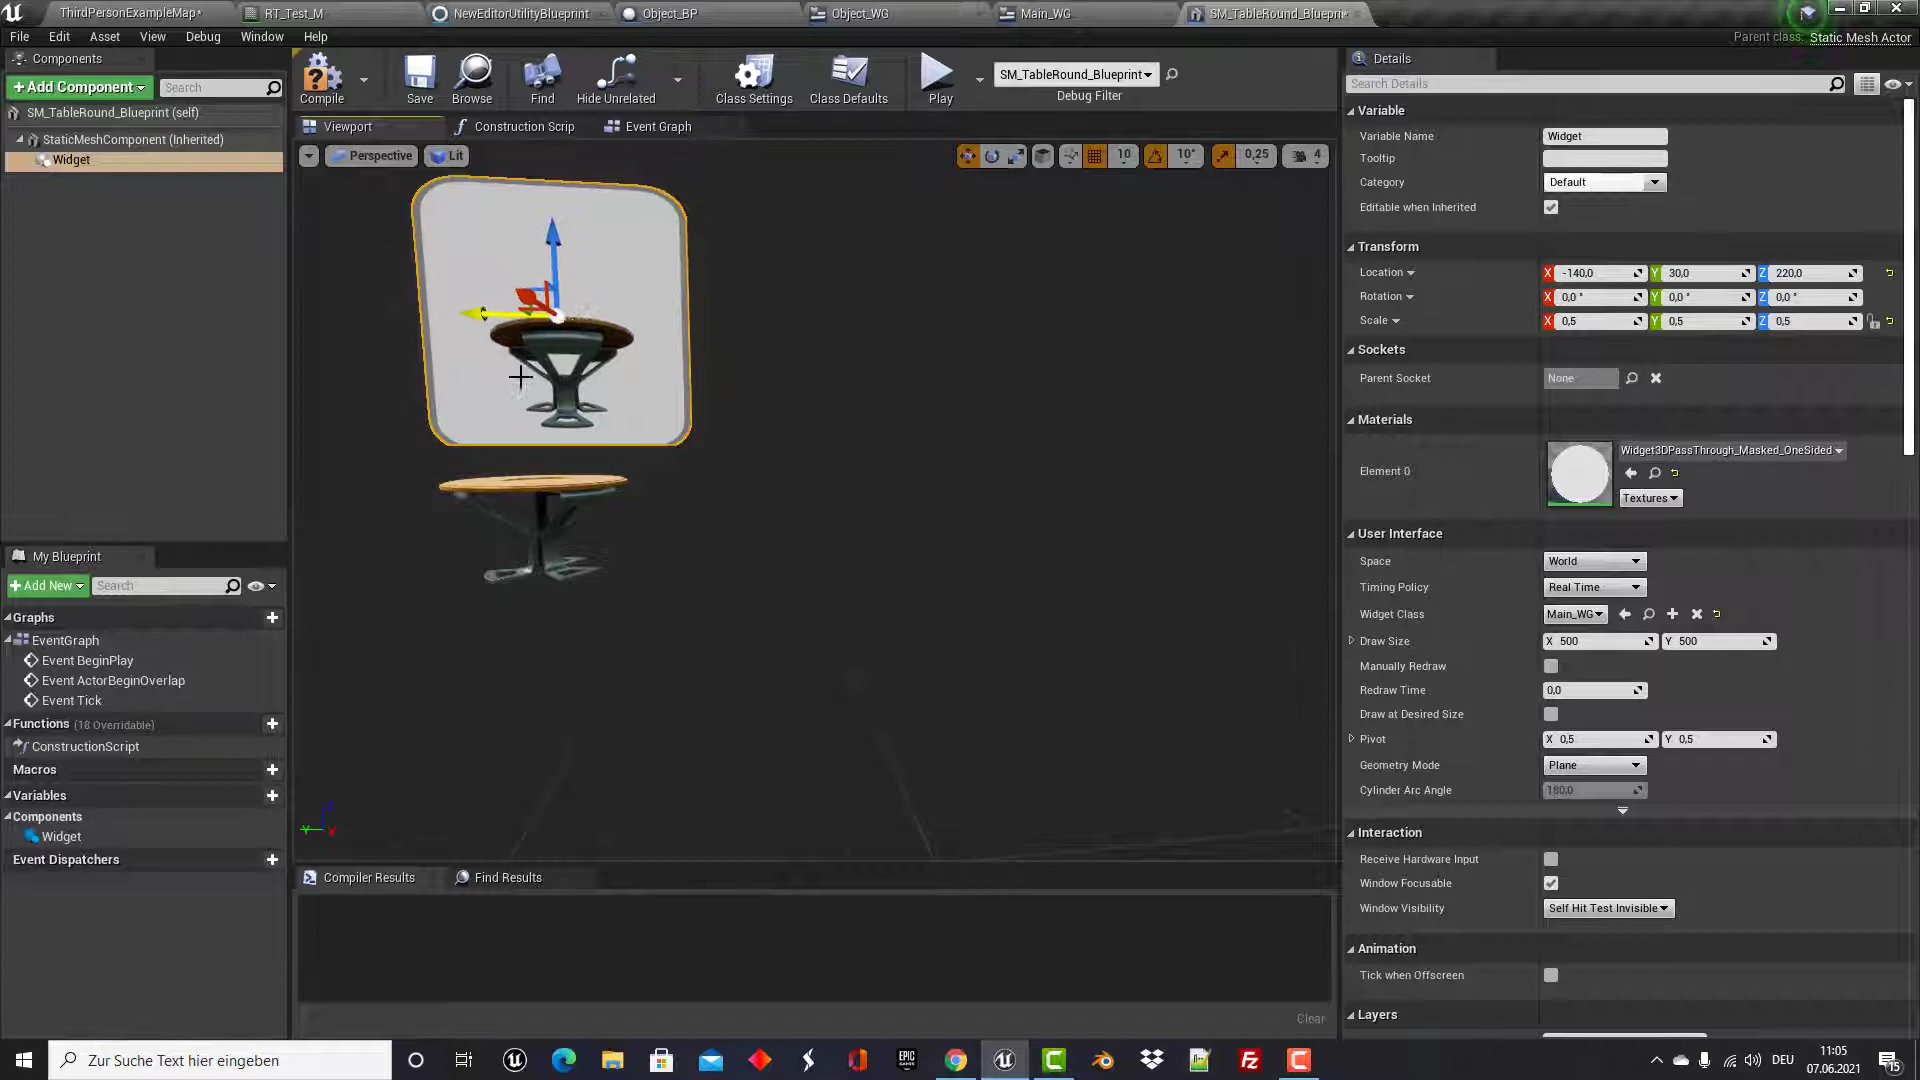 ThirdPersonExampleMap*
RT_Test_M
NewEditorUtilityBlueprint
Object_BP
Object_WG
Main_WG
SM_TableRound_Blueprint*
File Edit Asset View Debug Window Help
Parent class: Static Mesh Actor
Components
+Add Component
Search
SM_TableRound_Blueprint (self)
StaticMeshComponent (Inherited)
Widget
Compile
Save
Browse
Find
Hide Unrelated
Class Settings
Class Defaults
Play
SM_TableRound_Blueprint
Debug Filter
Viewport
Construction Scrip
Event Graph
Perspective
Lit
10
10°
0,25
4
My Blueprint
+Add New
Search
Graphs
EventGraph
Event BeginPlay
Event ActorBeginOverlap
Event Tick
Functions (18 Overridable)
ConstructionScript
Macros
Variables
Components
Widget
Event Dispatchers
Compiler Results
Find Results
Clear
Details
Search Details
Variable
Variable Name Widget
Tooltip
Category Default
Editable when Inherited
Transform
Location X -140,0 Y 30,0 Z 220,0
Rotation X 0,0 ° Y 0,0 ° Z 0,0 °
Scale X 0,5 Y 0,5 Z 0,5
Sockets
Parent Socket None
Materials
Element 0
Widget3DPassThrough_Masked_OneSided
Textures
User Interface
Space World
Timing Policy Real Time
Widget Class Main_WG
Draw Size X 500 Y 500
Manually Redraw
Redraw Time 0,0
Draw at Desired Size
Pivot X 0,5 Y 0,5
Geometry Mode Plane
Cylinder Arc Angle 180,0
Interaction
Receive Hardware Input
Window Focusable
Window Visibility Self Hit Test Invisible
Animation
Tick when Offscreen
Layers
Zur Suche Text hier eingeben
EPIC
DEU
11:05
07.06.2021
15